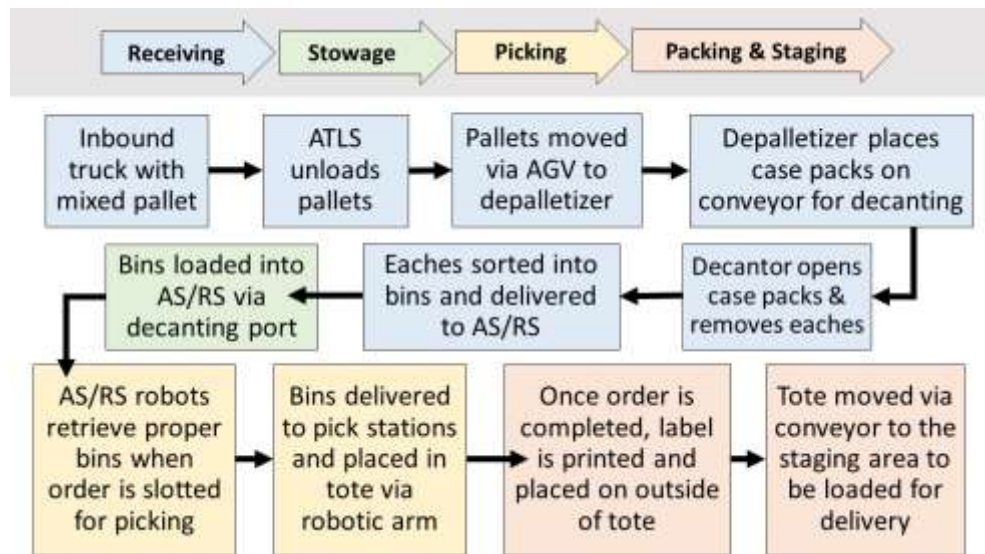 Receiving
Stowage
Picking
Packing & Staging
Inbound
truck with
mixed pallet
ATLS
unloads
pallets
Pallets moved
via AGV to
depalletizer
Depalletizer places
case packs on
conveyor for decanting
Decantor opens
case packs &
removes eaches
Eaches sorted into
bins and delivered
to AS/RS
Bins loaded into
AS/RS via
decanting port
AS/RS robots
retrieve proper
bins when
order is slotted
for picking
Bins delivered
to pick stations
and placed in
tote via
robotic arm
Once order is
completed, label
is printed and
placed on outside
of tote
Tote moved via
conveyor to the
staging area to
be loaded for
delivery